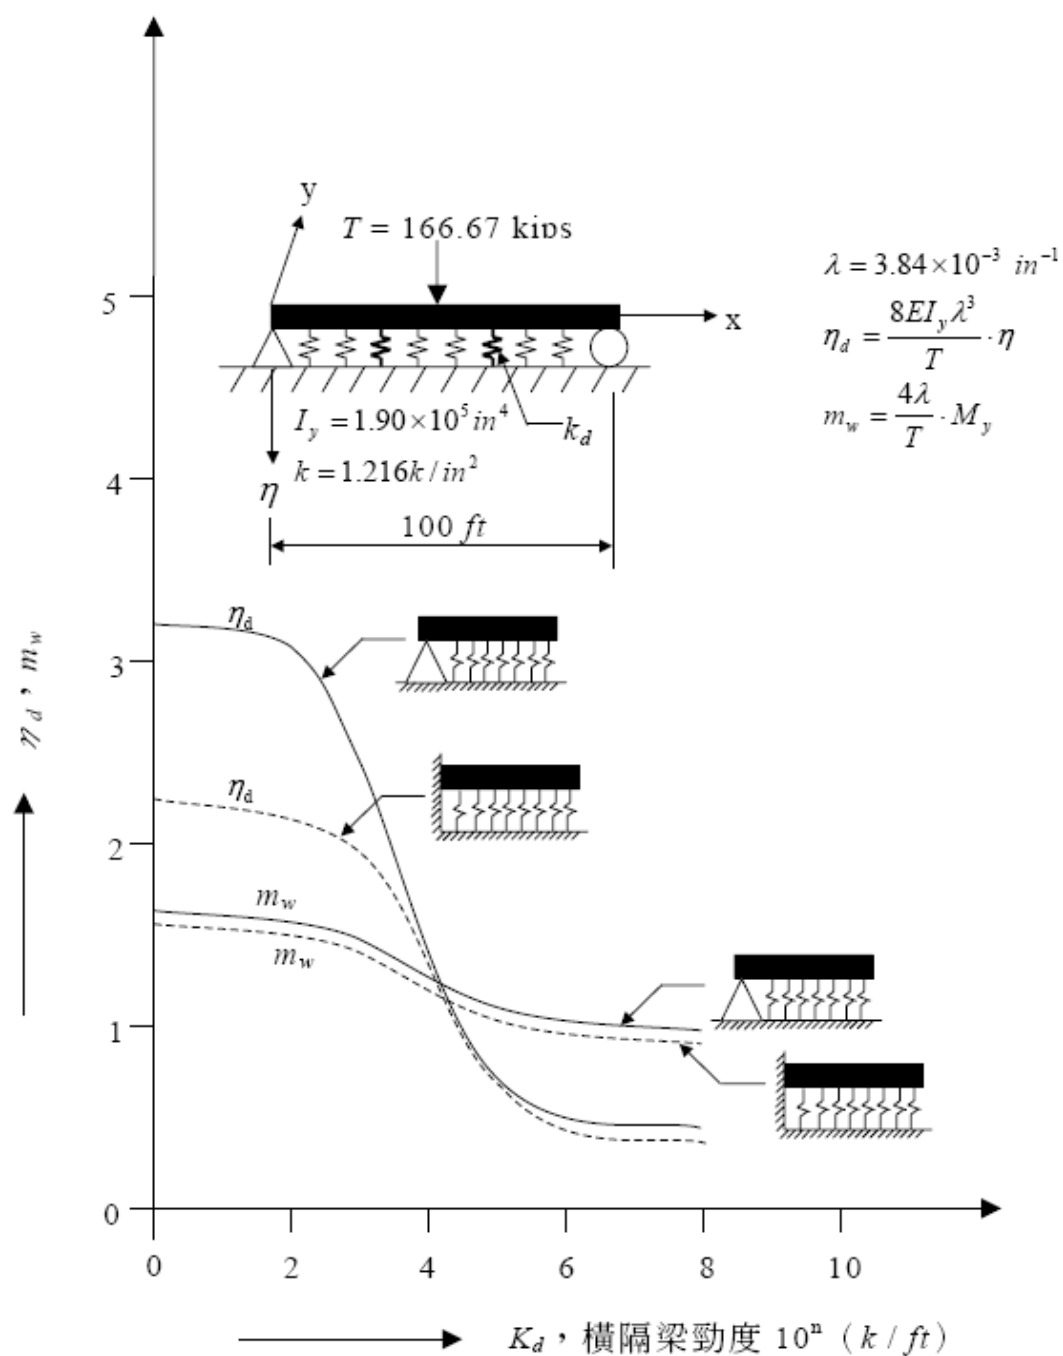 y
T = 166.67 kips
x
λ = 3.84×10⁻³ in⁻¹
η_d = 8EI_yλ³/T · η
m_w = 4λ/T · M_y
I_y = 1.90×10⁵ in⁴
k_d
k = 1.216k / in²
η
100 ft
5
4
3
2
1
0
η_d
η_d
m_w
m_w
η_d，m_w
0 2 4 6 8 10
K_d，橫隔梁勁度 10ⁿ（k / ft）